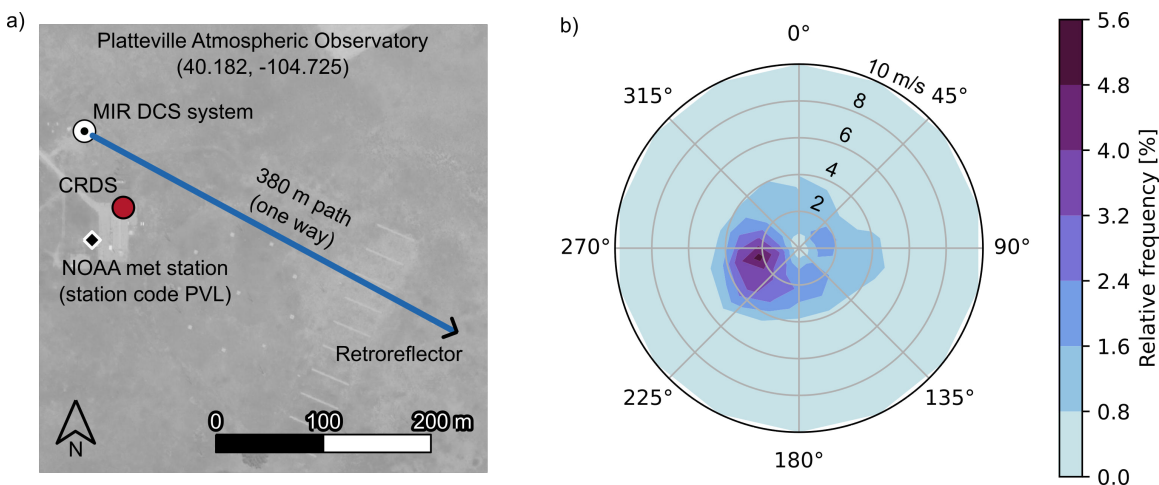 a)
Platteville Atmospheric Observatory
(40.182, -104.725)
MIR DCS system
CRDS
380 m path
(one way)
NOAA met station
(station code PVL)
Retroreflector
0 100 200 m
N
b)
0°
45°
90°
135°
180°
225°
270°
315°
10 m/s
8
6
4
2
5.6
4.8
4.0
3.2
2.4
1.6
0.8
0.0
Relative frequency [%]